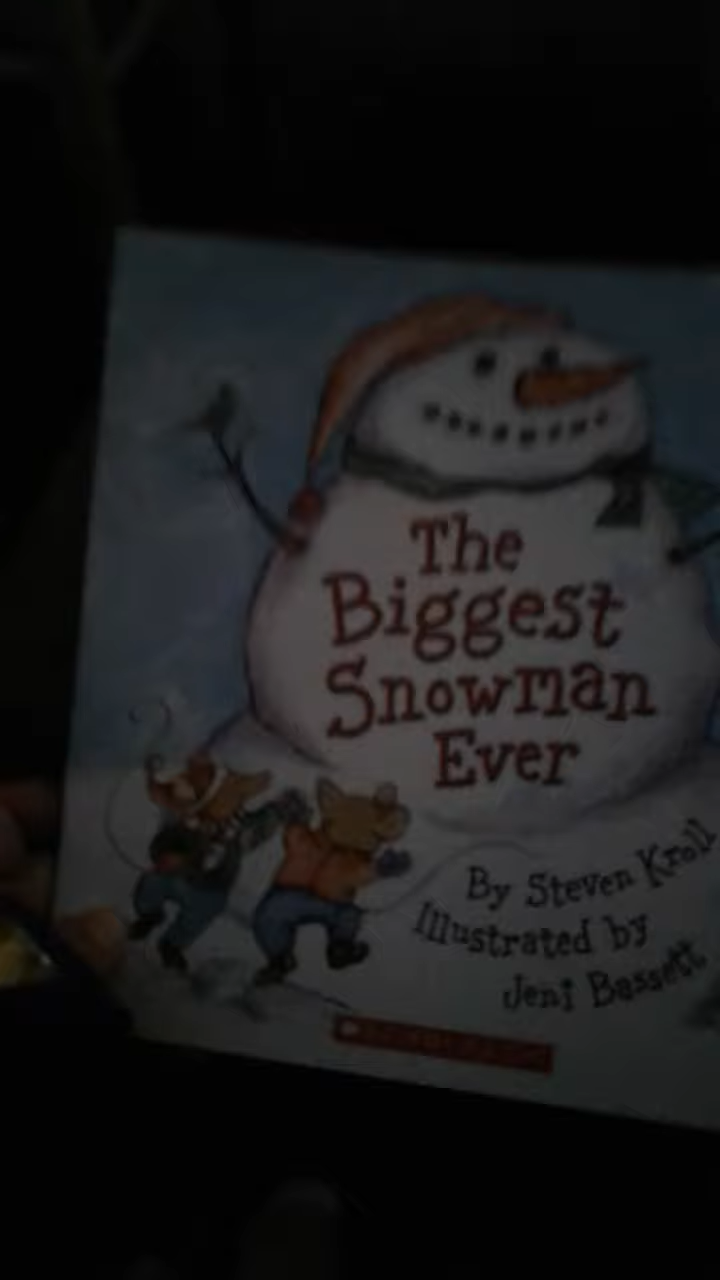 The
Biggest
Snowman
Ever
By Steven Kroll
Illustrated by
Jeni Bassett